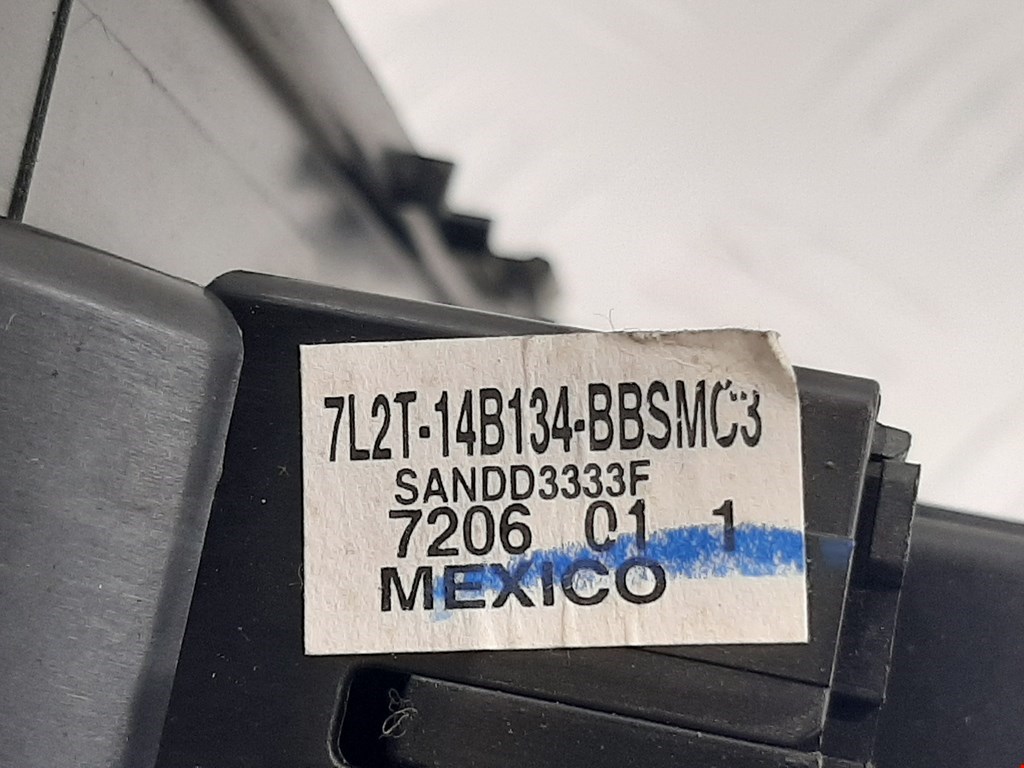 7L2T-14B134-BBSMC3
SANDD3333F
7206 01 1
MEXICO